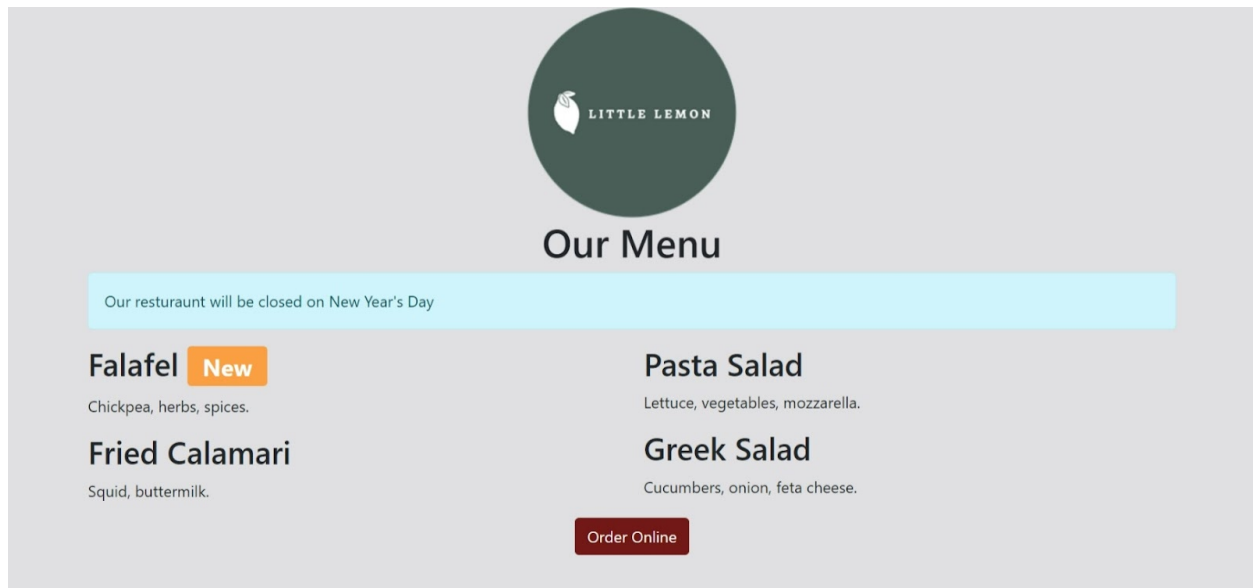 LITTLE LEMON
Our Menu
Our resturaunt will be closed on New Year's Day
Falafel New
Chickpea, herbs, spices.
Fried Calamari
Squid, buttermilk.
Pasta Salad
Lettuce, vegetables, mozzarella.
Greek Salad
Cucumbers, onion, feta cheese.
Order Online